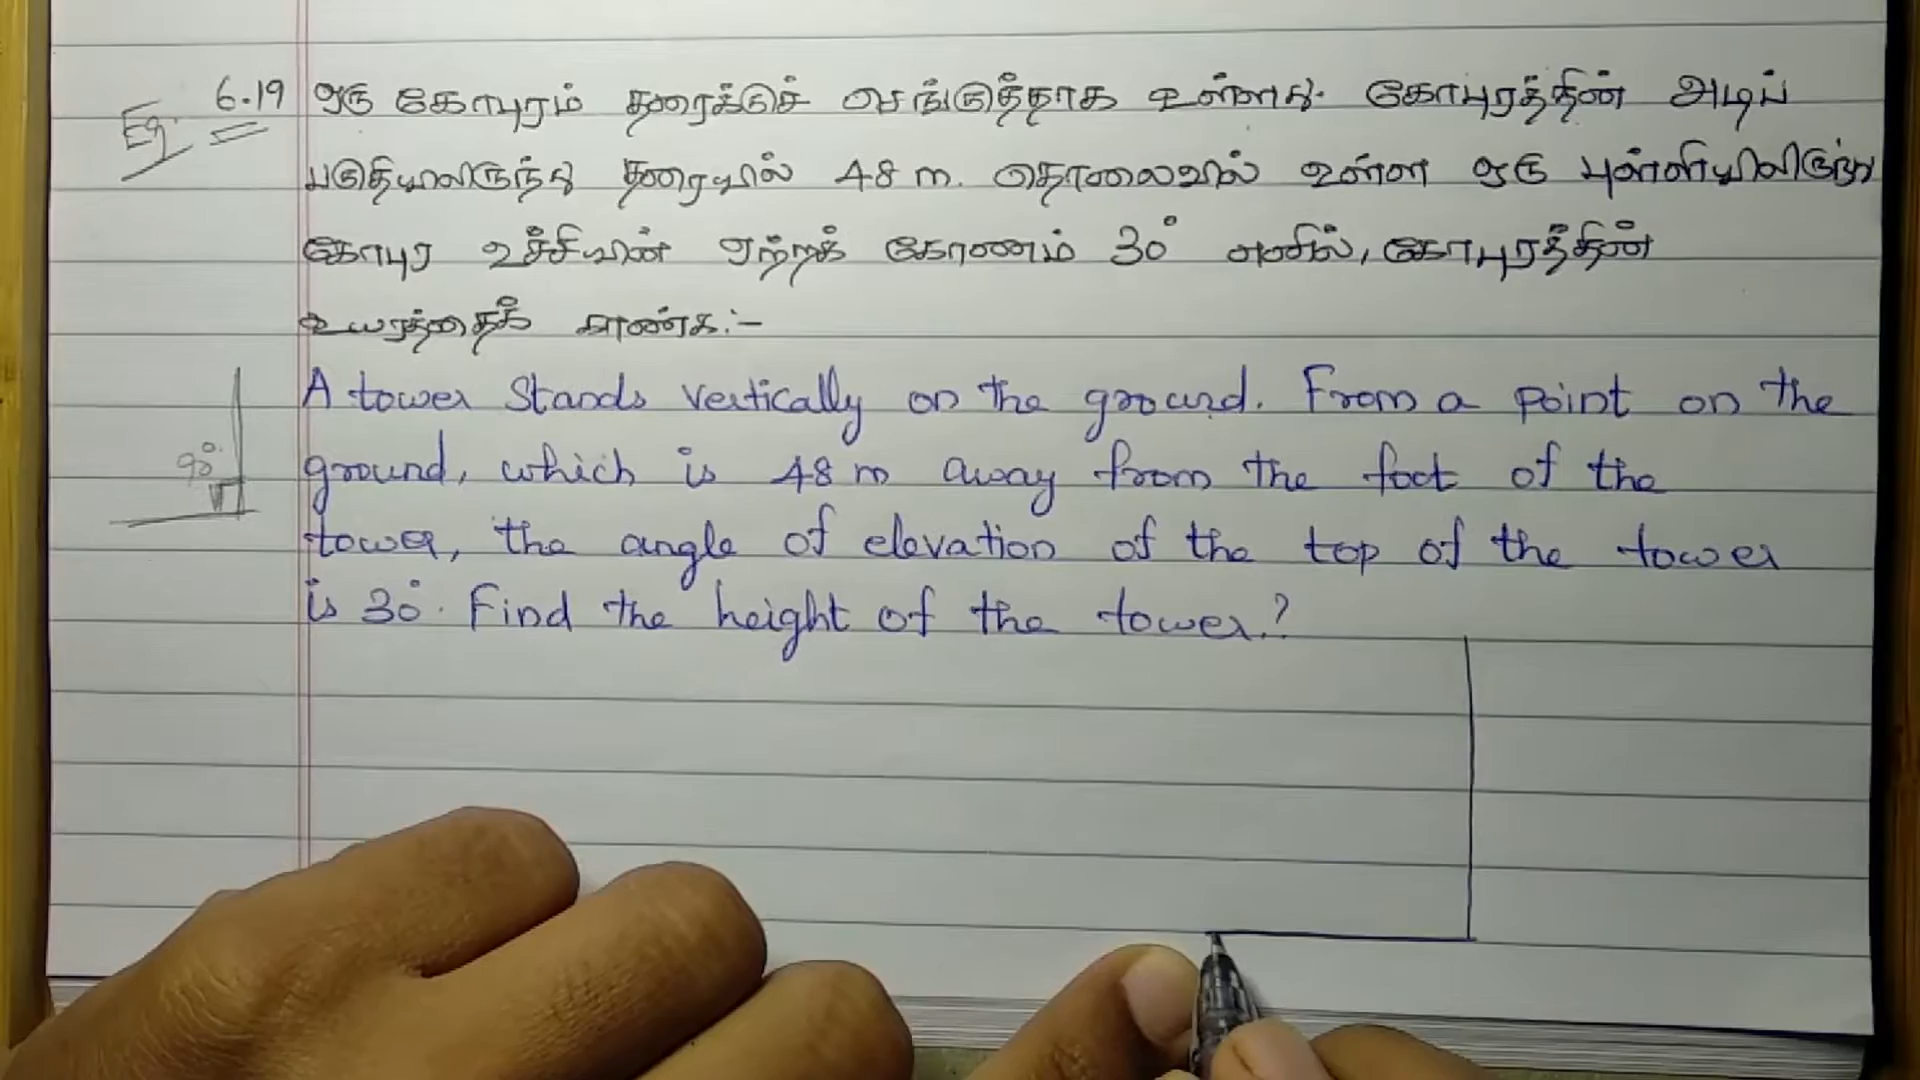 Eg. 6.19 ஒரு கோபுரம் தரைக்குச் செங்குத்தாக உள்ளது. கோபுரத்தின் அடிப்
பகுதியிலிருந்து தரையில் 48 m. தொலைவில் உள்ள ஒரு புள்ளியிலிருந்து
கோபுர உச்சியின் ஏற்றக் கோணம் 30° எனில், கோபுரத்தின்
உயரத்தைக் காண்க:-
A tower Stands vertically on the ground. From a point on the
90° ground, which is 48 m away from the foot of the
tower, the angle of elevation of the top of the tower
is 30°. Find the height of the tower.?